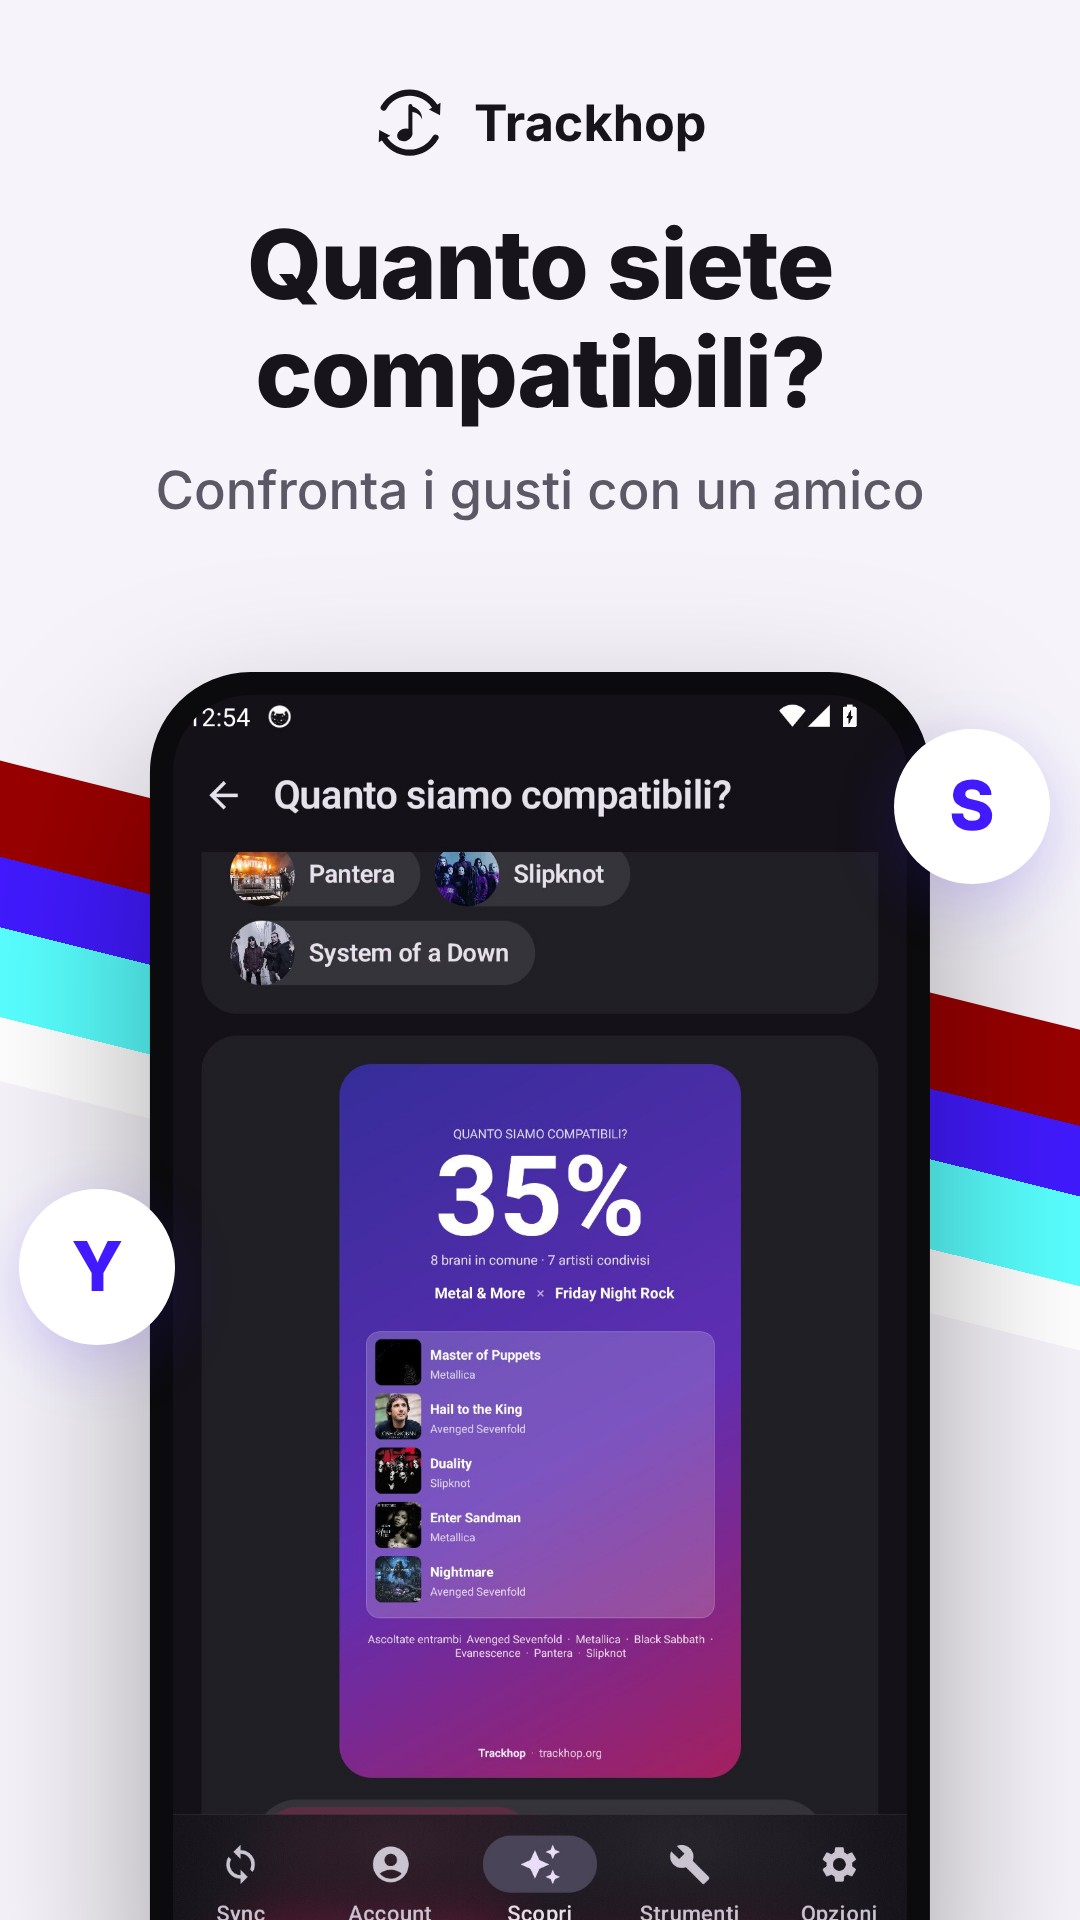 Trackhop
Quanto siete
compatibili?
Confronta i gusti con un amico
12:54
Quanto siamo compatibili?
S
Pantera
Slipknot
System of a Down
QUANTO SIAMO COMPATIBILI?
35%
8 brani in comune · 7 artisti condivisi
Metal & More × Friday Night Rock
Y
Master of Puppets
Metallica
Hail to the King
Avenged Sevenfold
Duality
Slipknot
Enter Sandman
Metallica
Nightmare
Avenged Sevenfold
Ascoltate entrambi Avenged Sevenfold · Metallica · Black Sabbath ·
Evanescence · Pantera · Slipknot
Trackhop · trackhop.org
Sync
Account
Scopri
Strumenti
Opzioni